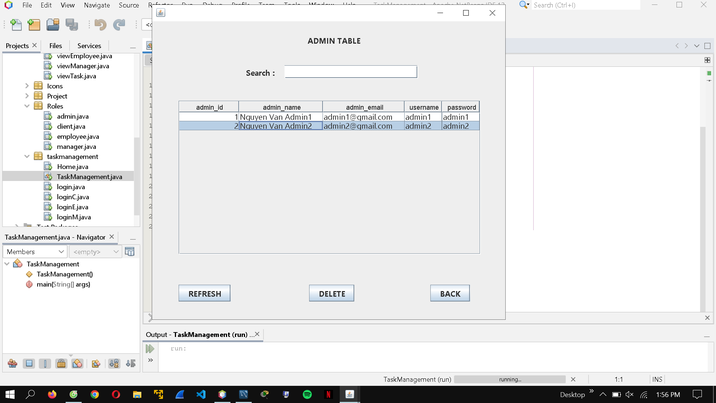 File Edit View Navigate Source
Search (Ctrl+I)
Projects
Files
Services
viewEmployee.java
viewManager.java
viewTask.java
Icons
Project
Roles
admin.java
client.java
employee.java
manager.java
taskmanagement
Home.java
TaskManagement.java
login.java
loginC.java
loginE.java
loginM.java
TaskManagement.java - Navigator
Members
<empty>
TaskManagement
TaskManagement()
main(String[] args)
ADMIN TABLE
Search :
admin_id admin_name admin_email username password
1 Nguyen Van Admin1 admin1@gmail.com admin1 admin1
2 Nguyen Van Admin2 admin2@gmail.com admin2 admin2
REFRESH DELETE BACK
Output - TaskManagement (run) ...
run:
TaskManagement (run) running... 1:1 INS
Desktop 1:56 PM